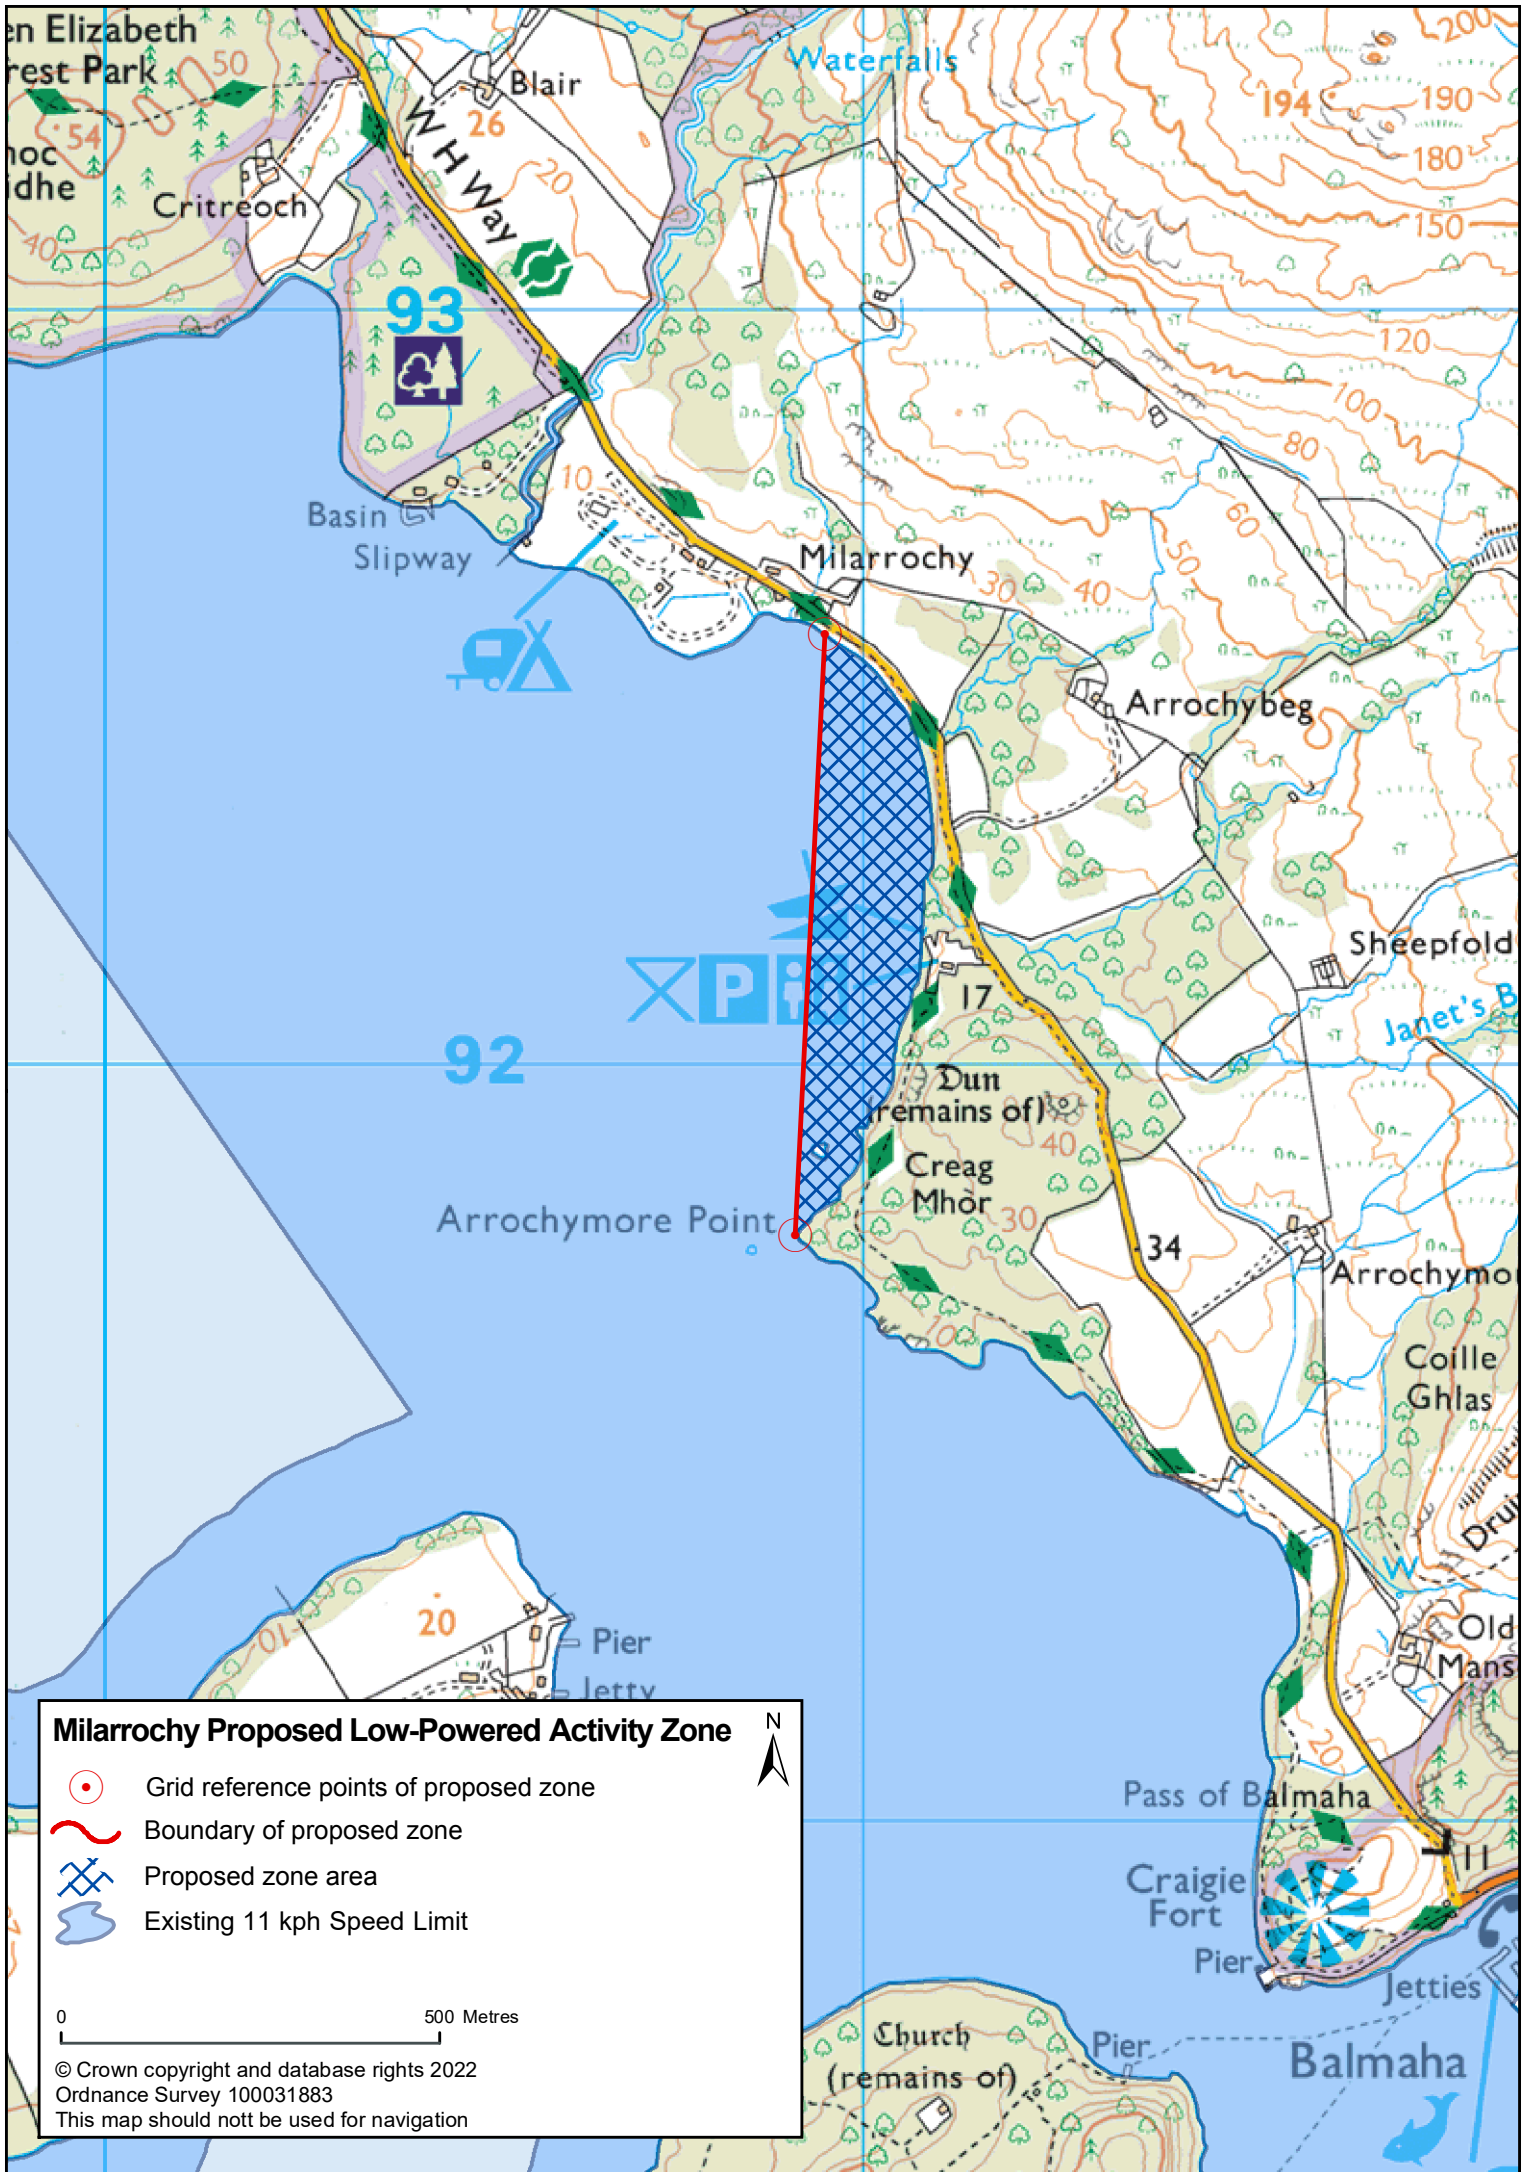 en Elizabeth
rest Park
50
Blair
Waterfalls
200
54
26
194
190
180
noc
idhe
W H Way
20
Critreoch
150
40
93
120
100
80
10
60
Basin
Slipway
50
Milarrochy
30
40
Arrochybeg
Sheepfold
P
17
Janet's B
92
Dun
(remains of)
40
Creag
Mhòr
Arrochymore Point
30
34
Arrochymo
10
Coille
Ghlas
Drui
W
20
10
Pier
Jetty
Old
Mans
20
Pass of Balmaha
11
Craigie
Fort
Pier
Jetties
Church
(remains of)
Pier
Balmaha
Milarrochy Proposed Low-Powered Activity Zone
N
Grid reference points of proposed zone
Boundary of proposed zone
Proposed zone area
Existing 11 kph Speed Limit
0 500 Metres
© Crown copyright and database rights 2022
Ordnance Survey 100031883
This map should nott be used for navigation